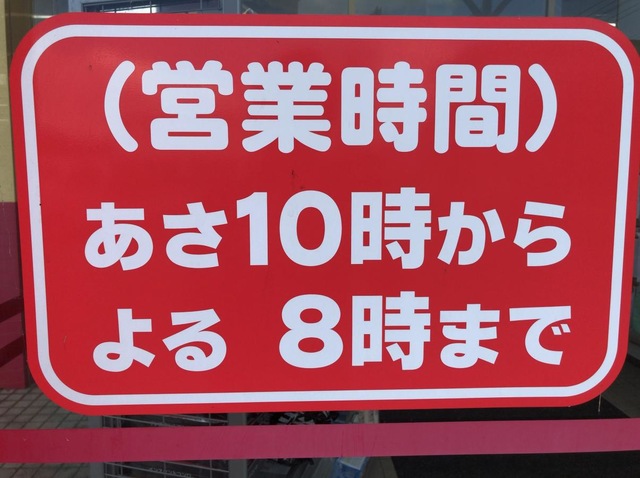 （営業時間）
あさ10時から
よる 8時まで